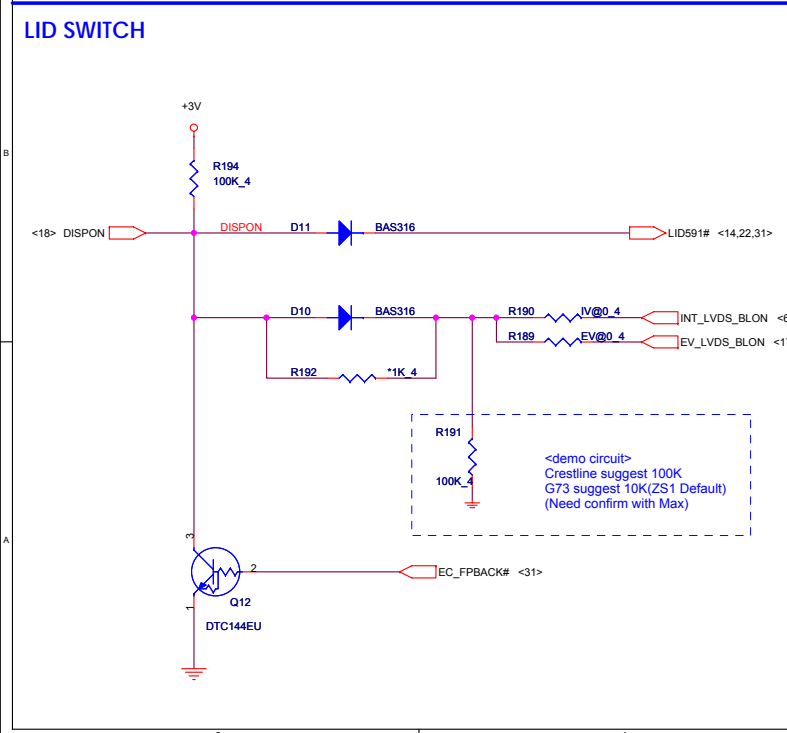 LID SWITCH
+3V
B
R194
100K_4
<18> DISPON
DISPON
D11
BAS316
LID591# <14,22,31>
D10
BAS316
R190
IV@0_4
INT_LVDS_BLON <6
R189
EV@0_4
EV_LVDS_BLON <1
R192
*1K_4
R191
100K_4
<demo circuit>
Crestline suggest 100K
G73 suggest 10K(ZS1 Default)
(Need confirm with Max)
A
3
2
EC_FPBACK# <31>
1
Q12
DTC144EU